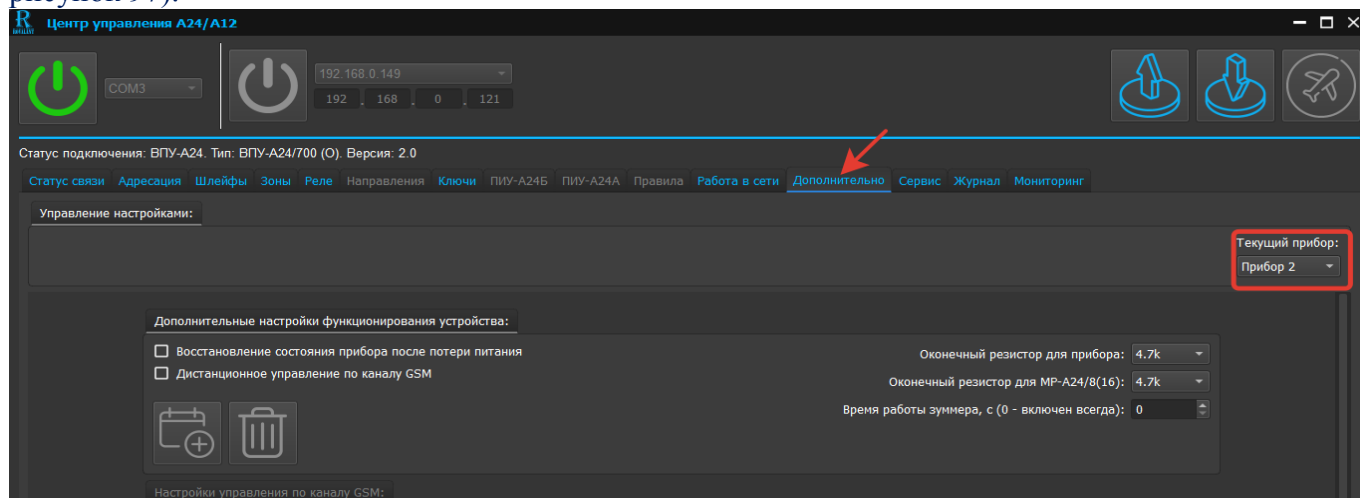 рисунок 97).
Центр управления А24/А12
COM3
192.168.0.149
192 . 168 . 0 . 121
Статус подключения: ВПУ-А24. Тип: ВПУ-А24/700 (О). Версия: 2.0
Статус связи Адресация Шлейфы Зоны Реле Направления Ключи ПИУ-А24Б ПИУ-А24А Правила Работа в сети Дополнительно Сервис Журнал Мониторинг
Управление настройками:
Текущий прибор:
Прибор 2
Дополнительные настройки функционирования устройства:
Восстановление состояния прибора после потери питания
Дистанционное управление по каналу GSM
Оконечный резистор для прибора: 4.7k
Оконечный резистор для МР-А24/8(16): 4.7k
Время работы зуммера, с (0 - включен всегда): 0
Настройки управления по каналу GSM: